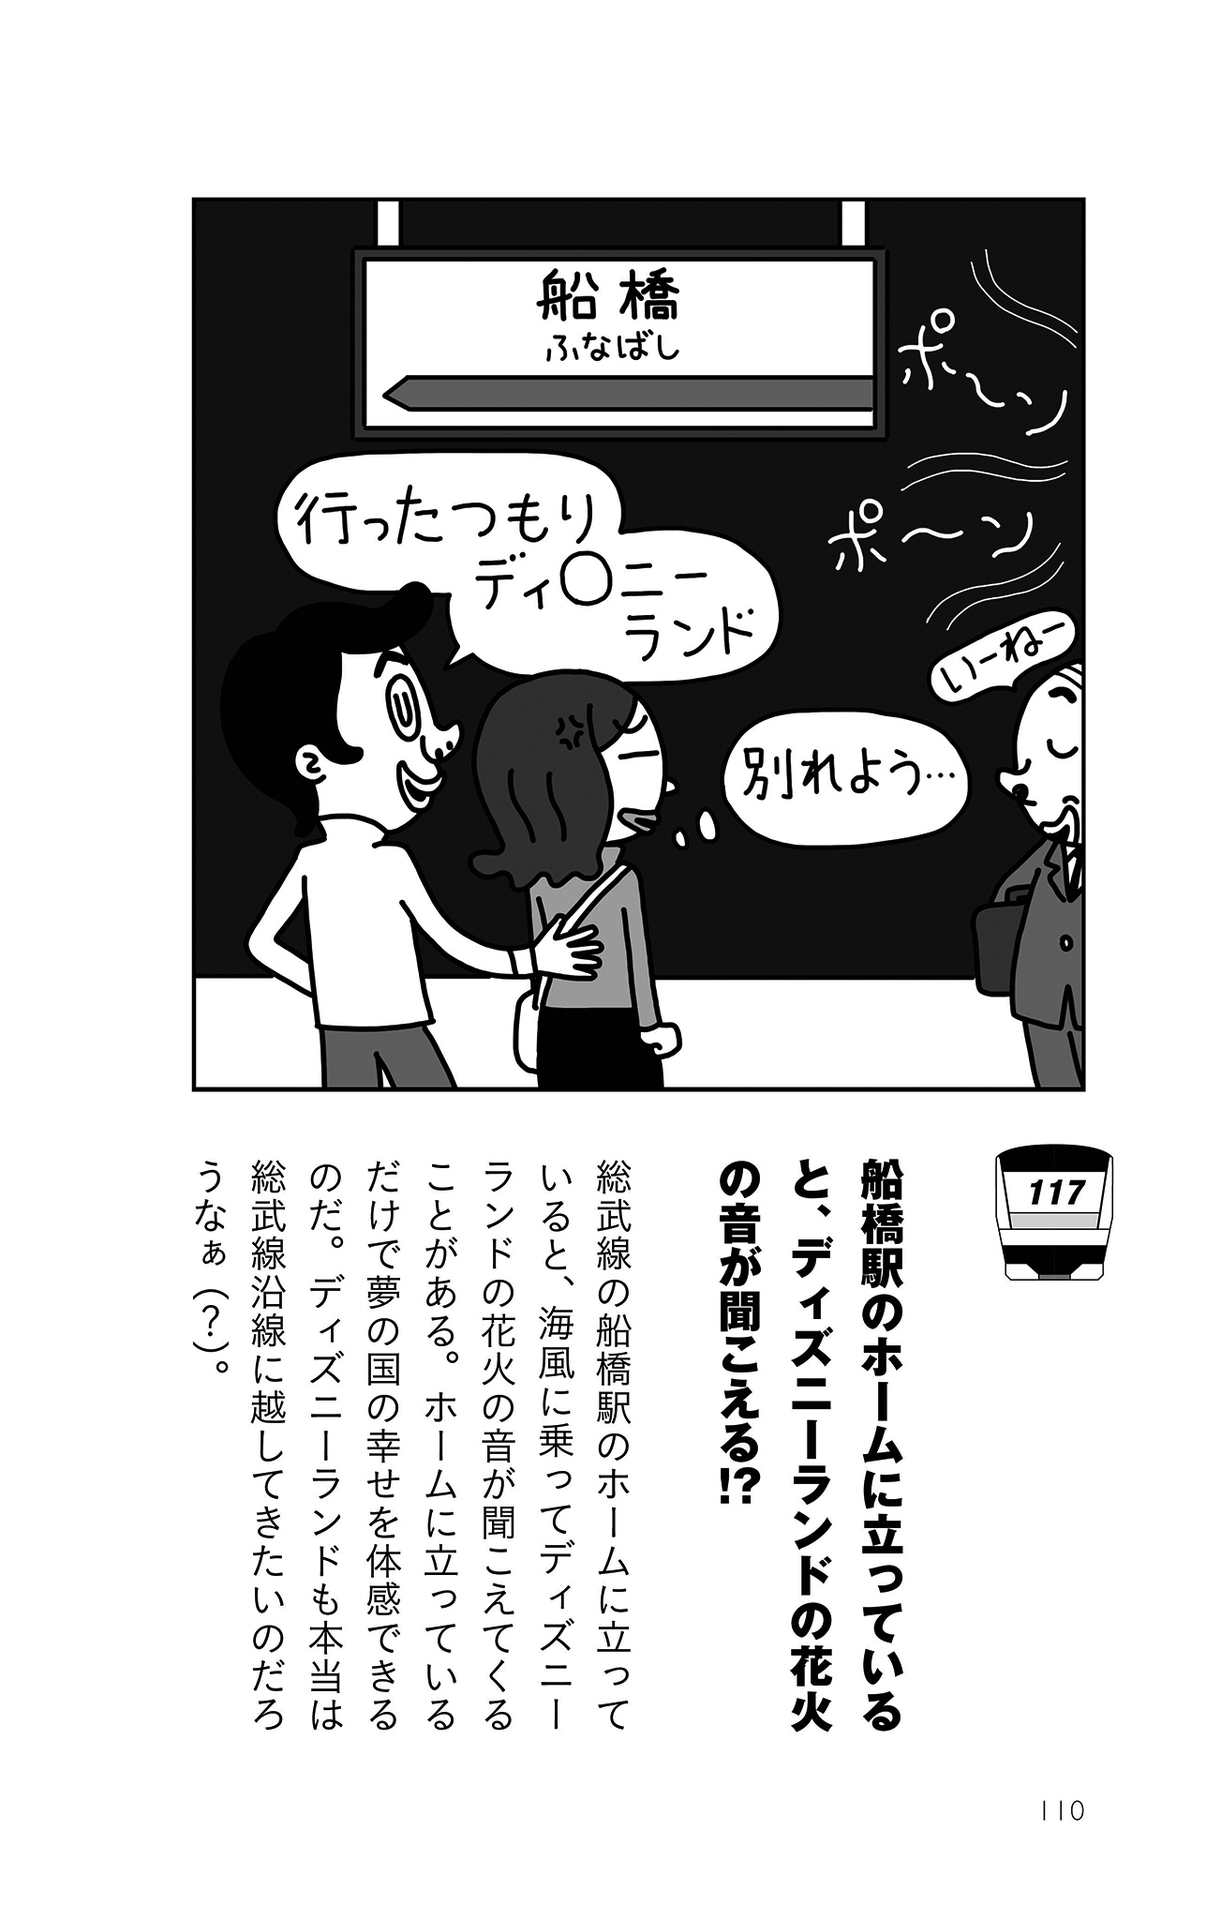 船橋
ふなばし
ポ〜ン
ポ〜ン
行ったつもり
ディ○ニー
ランド
いーねー
別れよう…
117
船橋駅のホームに立っている
と、ディズニーランドの花火
の音が聞こえる!?
総武線の船橋駅のホームに立って
いると、海風に乗ってディズニー
ランドの花火の音が聞こえてくる
ことがある。ホームに立っている
だけで夢の国の幸せを体感できる
のだ。ディズニーランドも本当は
総武線沿線に越してきたいのだろ
うなぁ(?)。
110